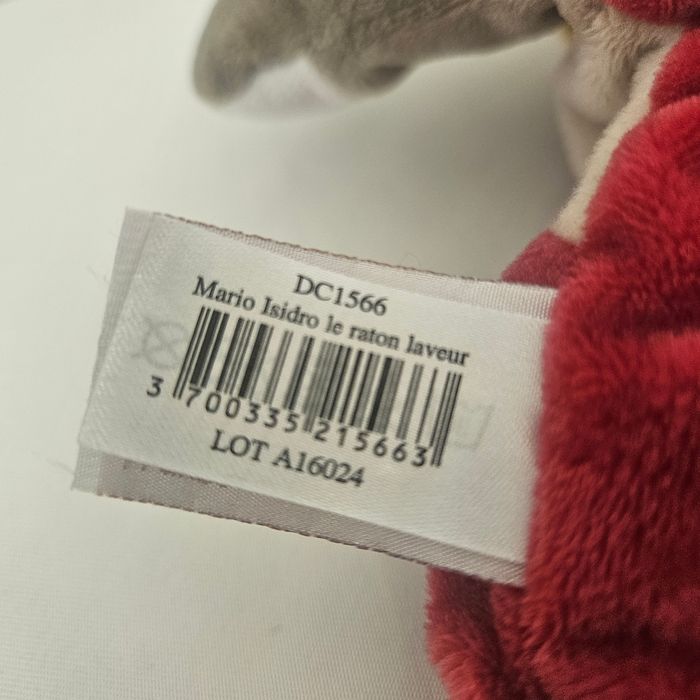 DC1566
Mario Isidro le raton laveur
3 700335 215663
LOT A16024